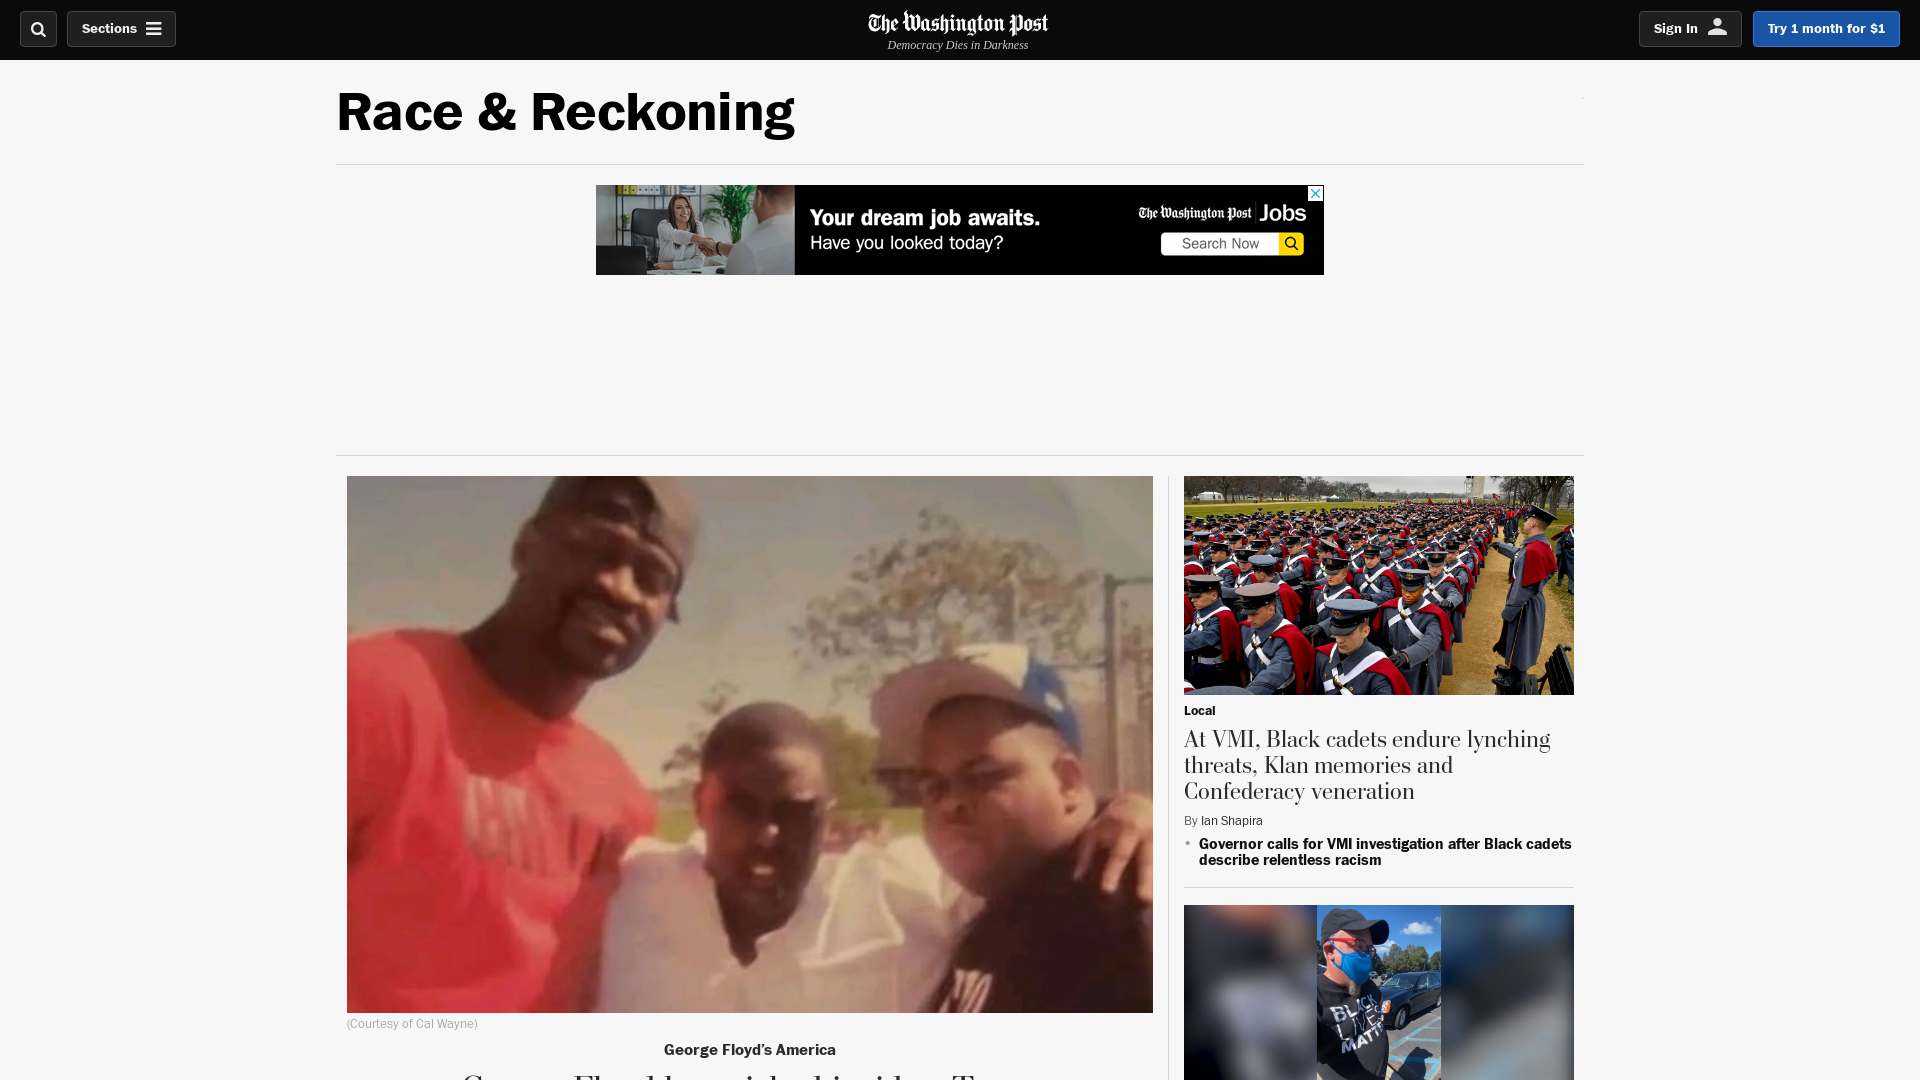 Sections
The Washington Post
Democracy Dies in Darkness
Sign In
Try 1 month for $1
Race & Reckoning
Your dream job awaits.
Have you looked today?
The Washington Post Jobs
Search Now
(Courtesy of Cal Wayne)
George Floyd's America
Local
At VMI, Black cadets endure lynching
threats, Klan memories and
Confederacy veneration
By Ian Shapira
• Governor calls for VMI investigation after Black cadets
describe relentless racism
BLACK
LIVES
MATTER